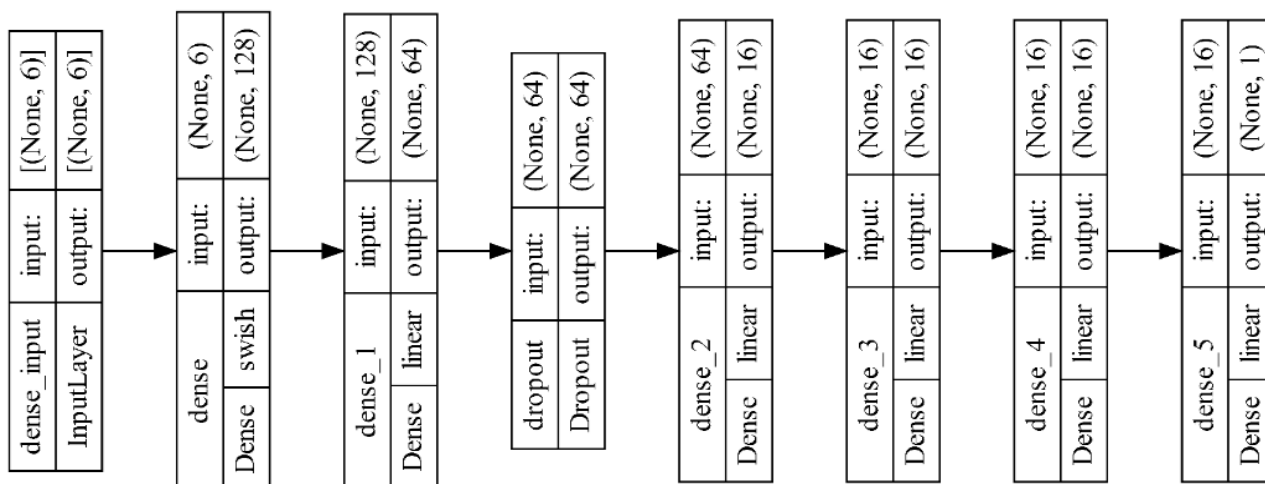 dense_input input: [(None, 6)]
InputLayer output: [(None, 6)]
dense input: (None, 6)
Dense swish output: (None, 128)
dense_1 input: (None, 128)
Dense linear output: (None, 64)
dropout input: (None, 64)
Dropout output: (None, 64)
dense_2 input: (None, 64)
Dense linear output: (None, 16)
dense_3 input: (None, 16)
Dense linear output: (None, 16)
dense_4 input: (None, 16)
Dense linear output: (None, 16)
dense_5 input: (None, 16)
Dense linear output: (None, 1)